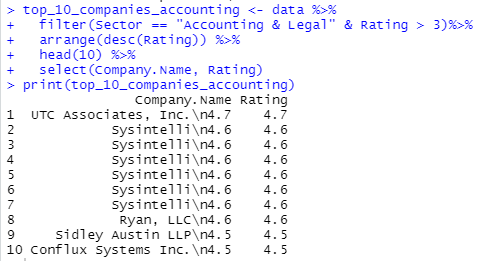 > top_10_companies_accounting <- data %>%
+   filter(Sector == "Accounting & Legal" & Rating > 3)%>%
+   arrange(desc(Rating)) %>%
+   head(10) %>%
+   select(Company.Name, Rating)
> print(top_10_companies_accounting)
Company.Name Rating
1 UTC Associates, Inc.\n4.7 4.7
2 Sysintelli\n4.6 4.6
3 Sysintelli\n4.6 4.6
4 Sysintelli\n4.6 4.6
5 Sysintelli\n4.6 4.6
6 Sysintelli\n4.6 4.6
7 Sysintelli\n4.6 4.6
8 Ryan, LLC\n4.6 4.6
9 Sidley Austin LLP\n4.5 4.5
10 Conflux Systems Inc.\n4.5 4.5